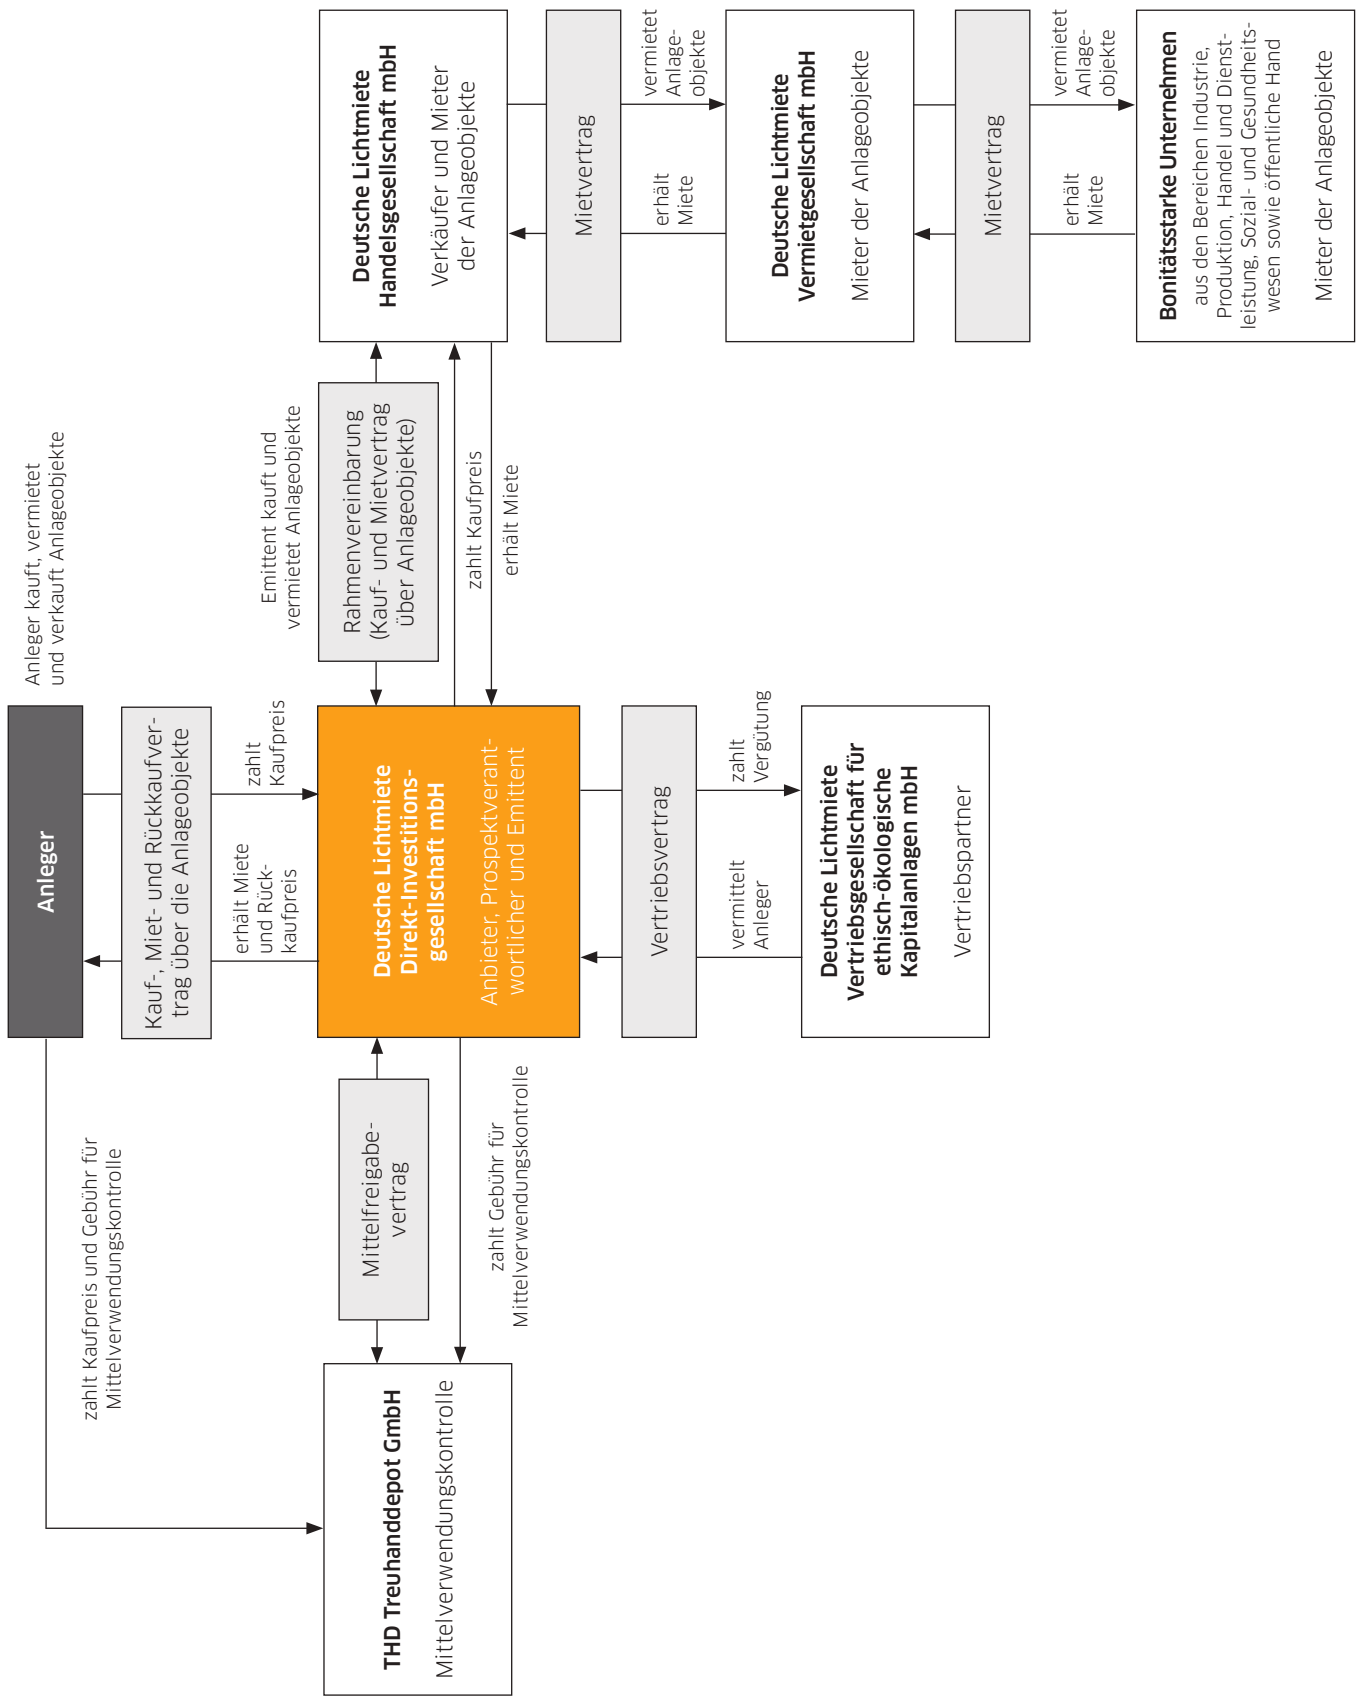 Anleger
Anleger kauft, vermietet
und verkauft Anlageobjekte
zahlt Kaufpreis und Gebühr für
Mittelverwendungskontrolle
Kauf-, Miet- und Rückkaufver-
trag über die Anlageobjekte
erhält Miete
und Rück-
kaufpreis
zahlt
Kaufpreis
THD Treuhanddepot GmbH
Mittelverwendungskontrolle
Mittelfreigabe-
vertrag
zahlt Gebühr für
Mittelverwendungskontrolle
Deutsche Lichtmiete
Direkt-Investitions-
gesellschaft mbH
Anbieter, Prospektverant-
wortlicher und Emittent
Emittent kauft und
vermietet Anlageobjekte
Rahmenvereinbarung
(Kauf- und Mietvertrag
über Anlageobjekte)
zahlt Kaufpreis
erhält Miete
Deutsche Lichtmiete
Handelsgesellschaft mbH
Verkäufer und Mieter
der Anlageobjekte
Mietvertrag
erhält
Miete
vermietet
Anlage-
objekte
Deutsche Lichtmiete
Vermietgesellschaft mbH
Mieter der Anlageobjekte
Mietvertrag
erhält
Miete
vermietet
Anlage-
objekte
Bonitätsstarke Unternehmen
aus den Bereichen Industrie,
Produktion, Handel und Dienst-
leistung, Sozial- und Gesundheits-
wesen sowie öffentliche Hand
Mieter der Anlageobjekte
Vertriebsvertrag
vermittelt
Anleger
zahlt
Vergütung
Deutsche Lichtmiete
Vertriebsgesellschaft für
ethisch-ökologische
Kapitalanlagen mbH
Vertriebspartner